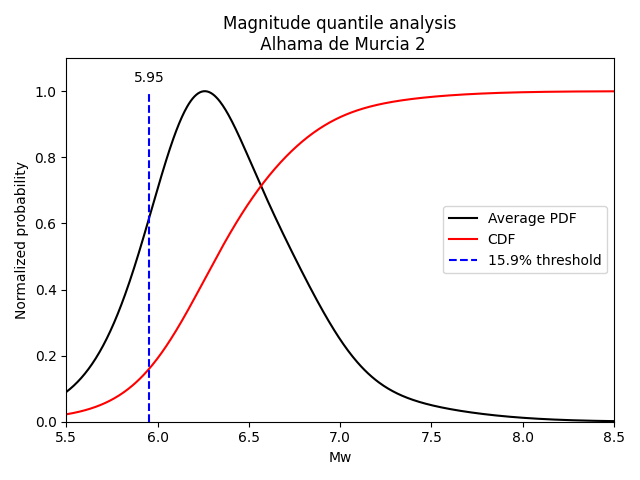 Magnitude quantile analysis
Alhama de Murcia 2
5.95
1.0
0.8
0.6
0.4
0.2
0.0
Normalized probability
Average PDF
CDF
15.9% threshold
5.5 6.0 6.5 7.0 7.5 8.0 8.5
Mw